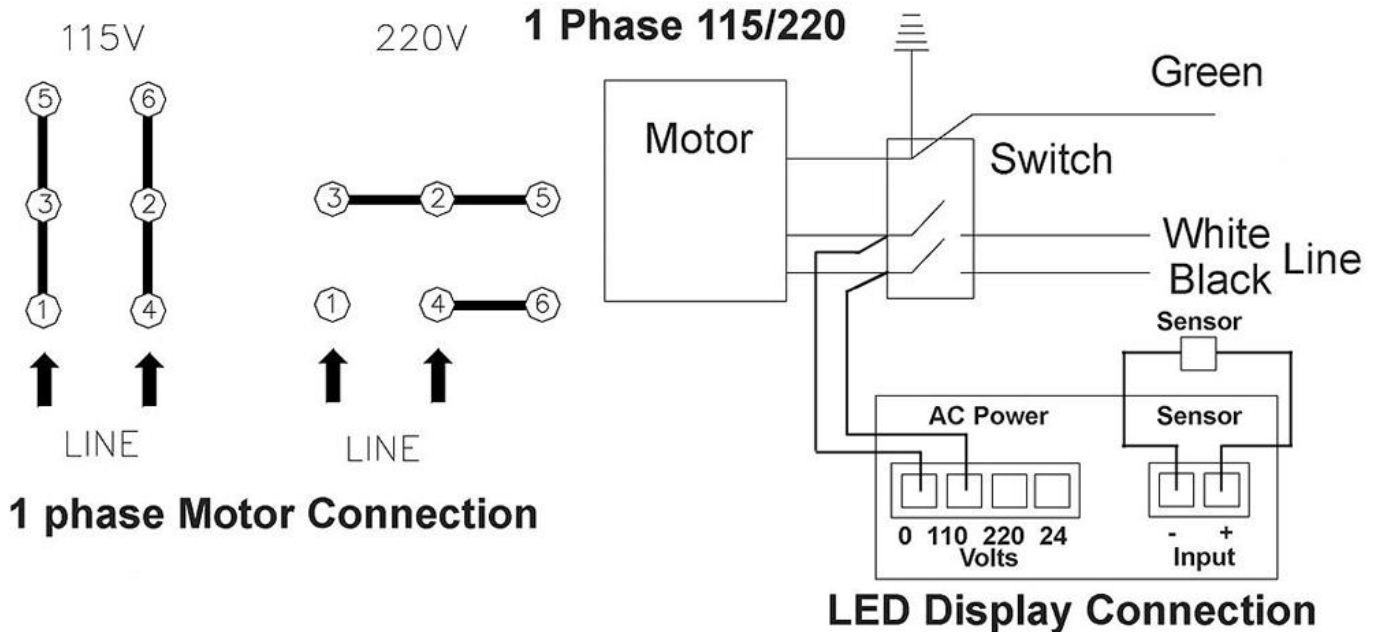 1 Phase 115/220
115V
220V
5
6
3
2
1
4
LINE
3
2
5
1
4
6
LINE
1 phase Motor Connection
Motor
Switch
Green
White
Black
Line
Sensor
AC Power
Sensor
0 110 220 24
Volts
- +
Input
LED Display Connection